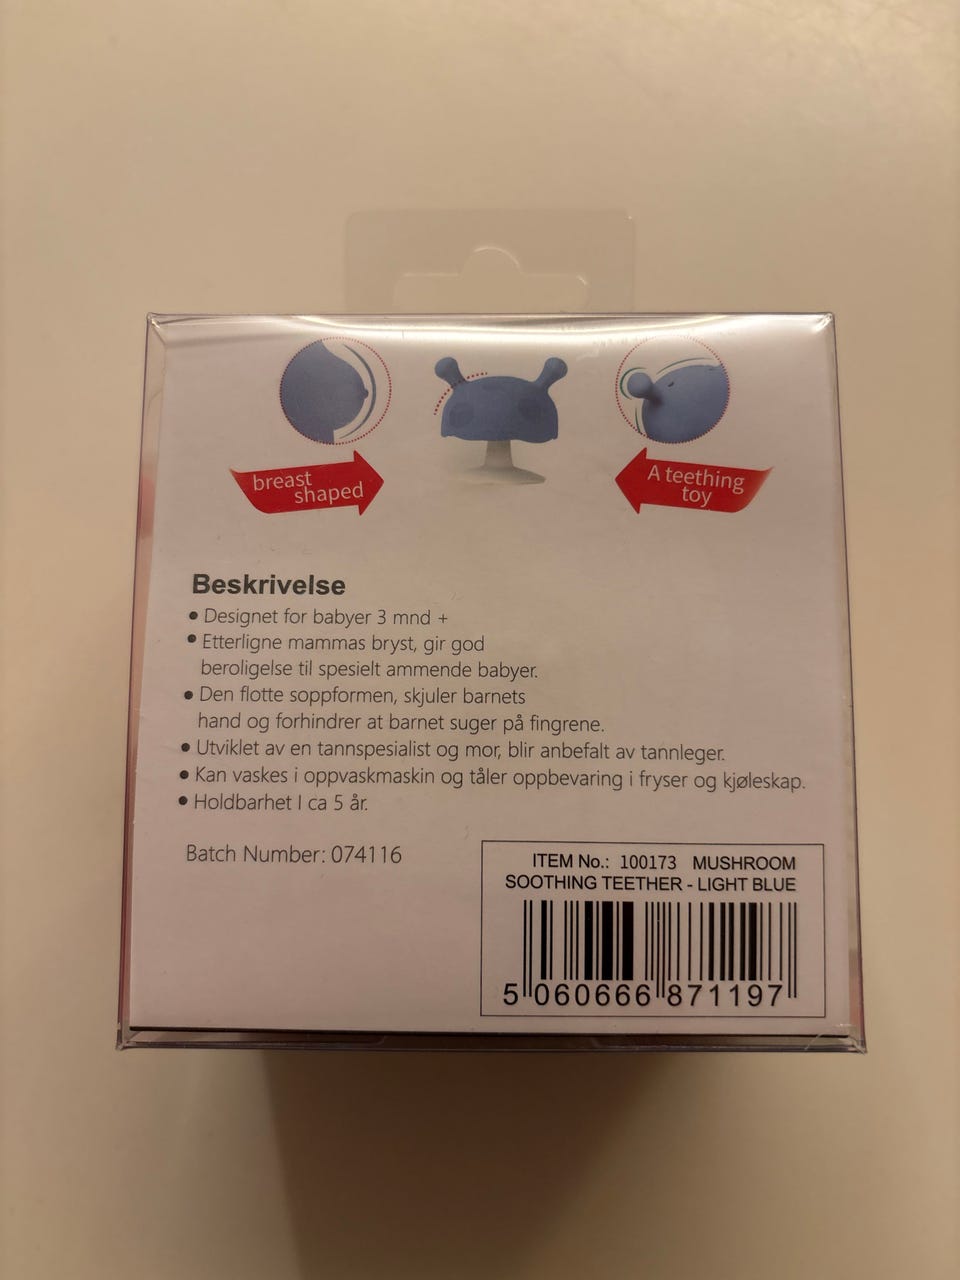 breast
shaped
A teething
toy
Beskrivelse
• Designet for babyer 3 mnd +
• Etterligne mammas bryst, gir god
beroligelse til spesielt ammende babyer.
• Den flotte soppformen, skjuler barnets
hand og forhindrer at barnet suger på fingrene.
• Utviklet av en tannspesialist og mor, blir anbefalt av tannleger.
• Kan vaskes i oppvaskmaskin og tåler oppbevaring i fryser og kjøleskap.
• Holdbarhet I ca 5 år.
Batch Number: 074116
ITEM No.: 100173 MUSHROOM
SOOTHING TEETHER - LIGHT BLUE
5 060666 871197